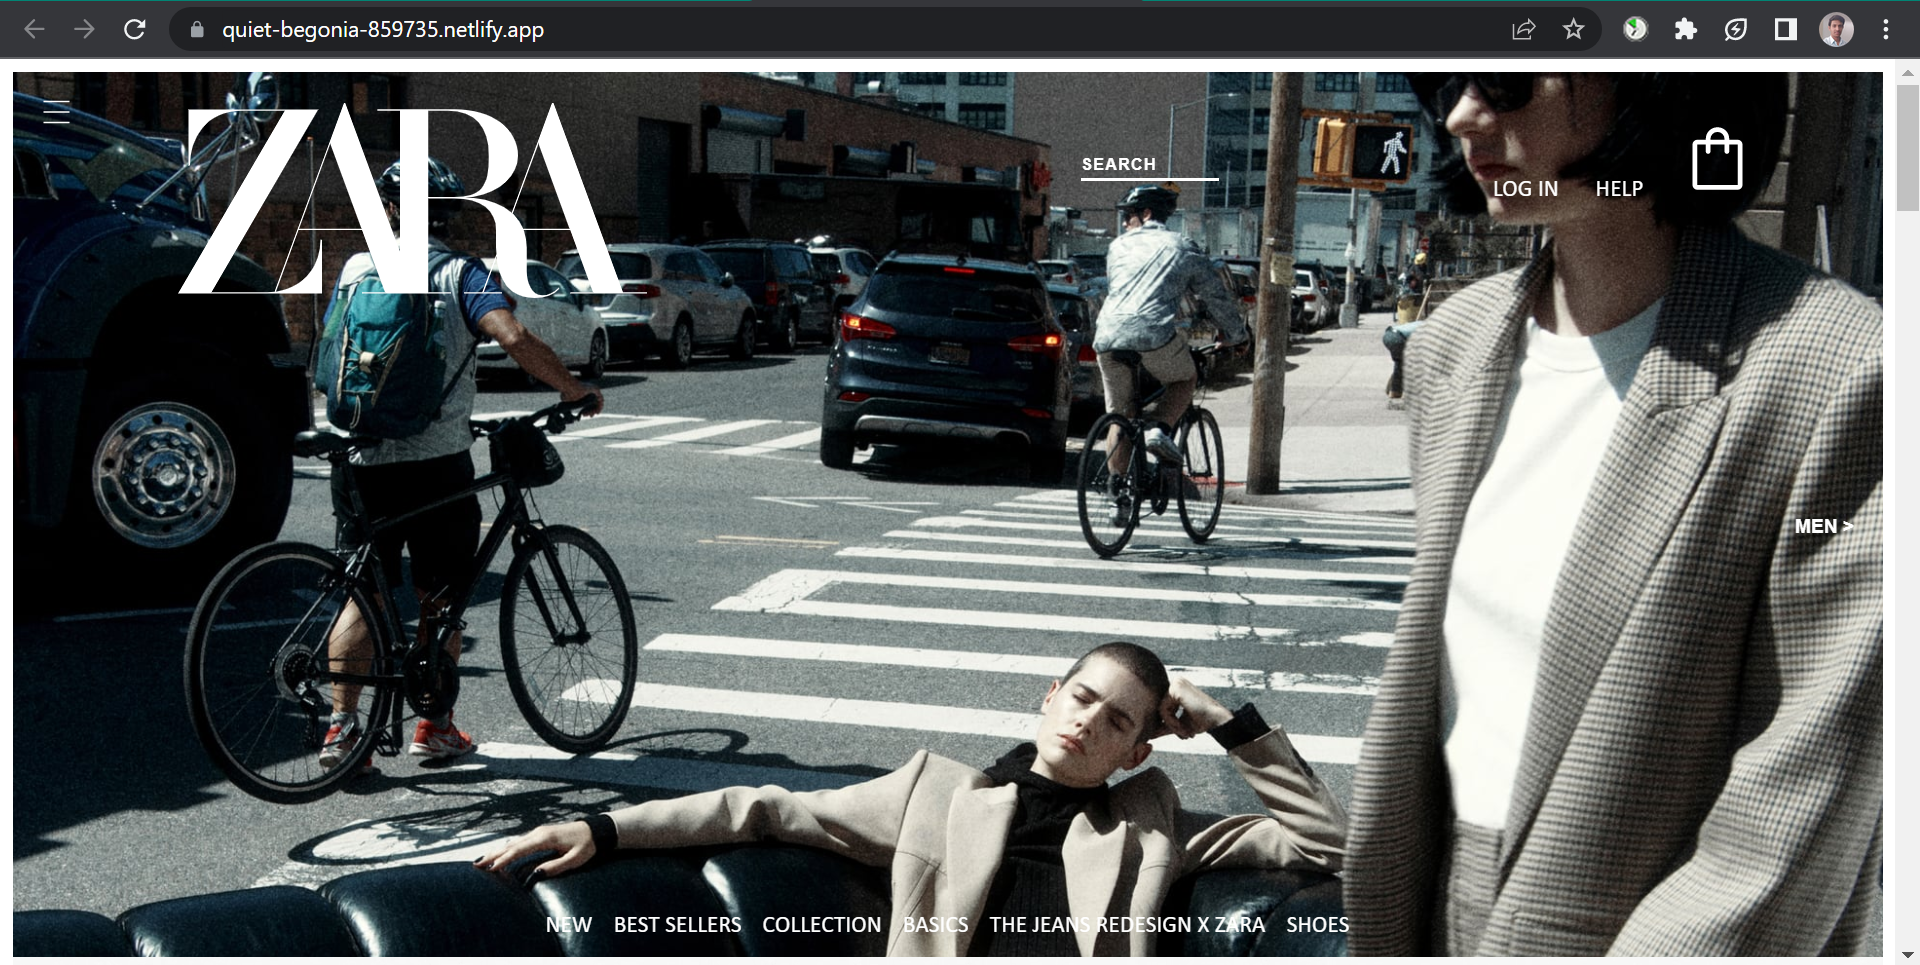 quiet-begonia-859735.netlify.app
ZARA
SEARCH
LOG IN HELP
MEN >
NEW BEST SELLERS COLLECTION BASICS THE JEANS REDESIGN X ZARA SHOES